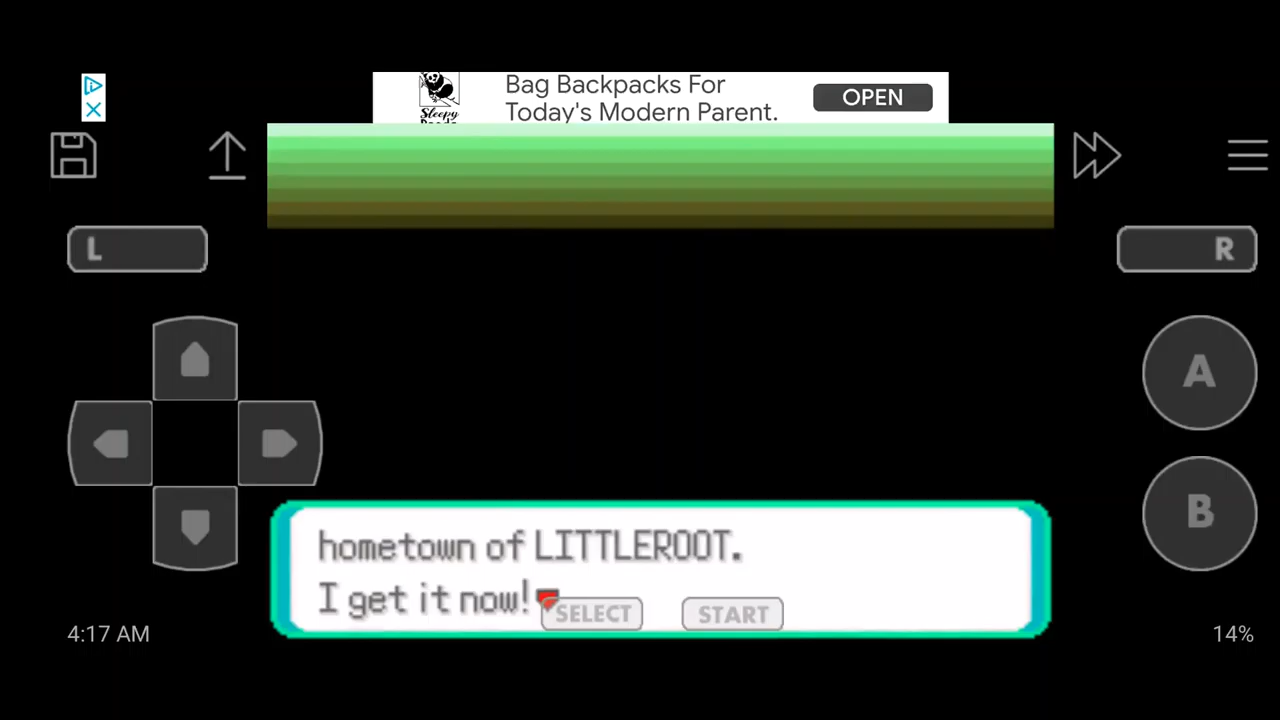 Bag Backpacks For
Today's Modern Parent.
OPEN
Sleepy
L
R
A
B
hometown of LITTLEROOT.
I get it now!
SELECT
START
4:17 AM
14%